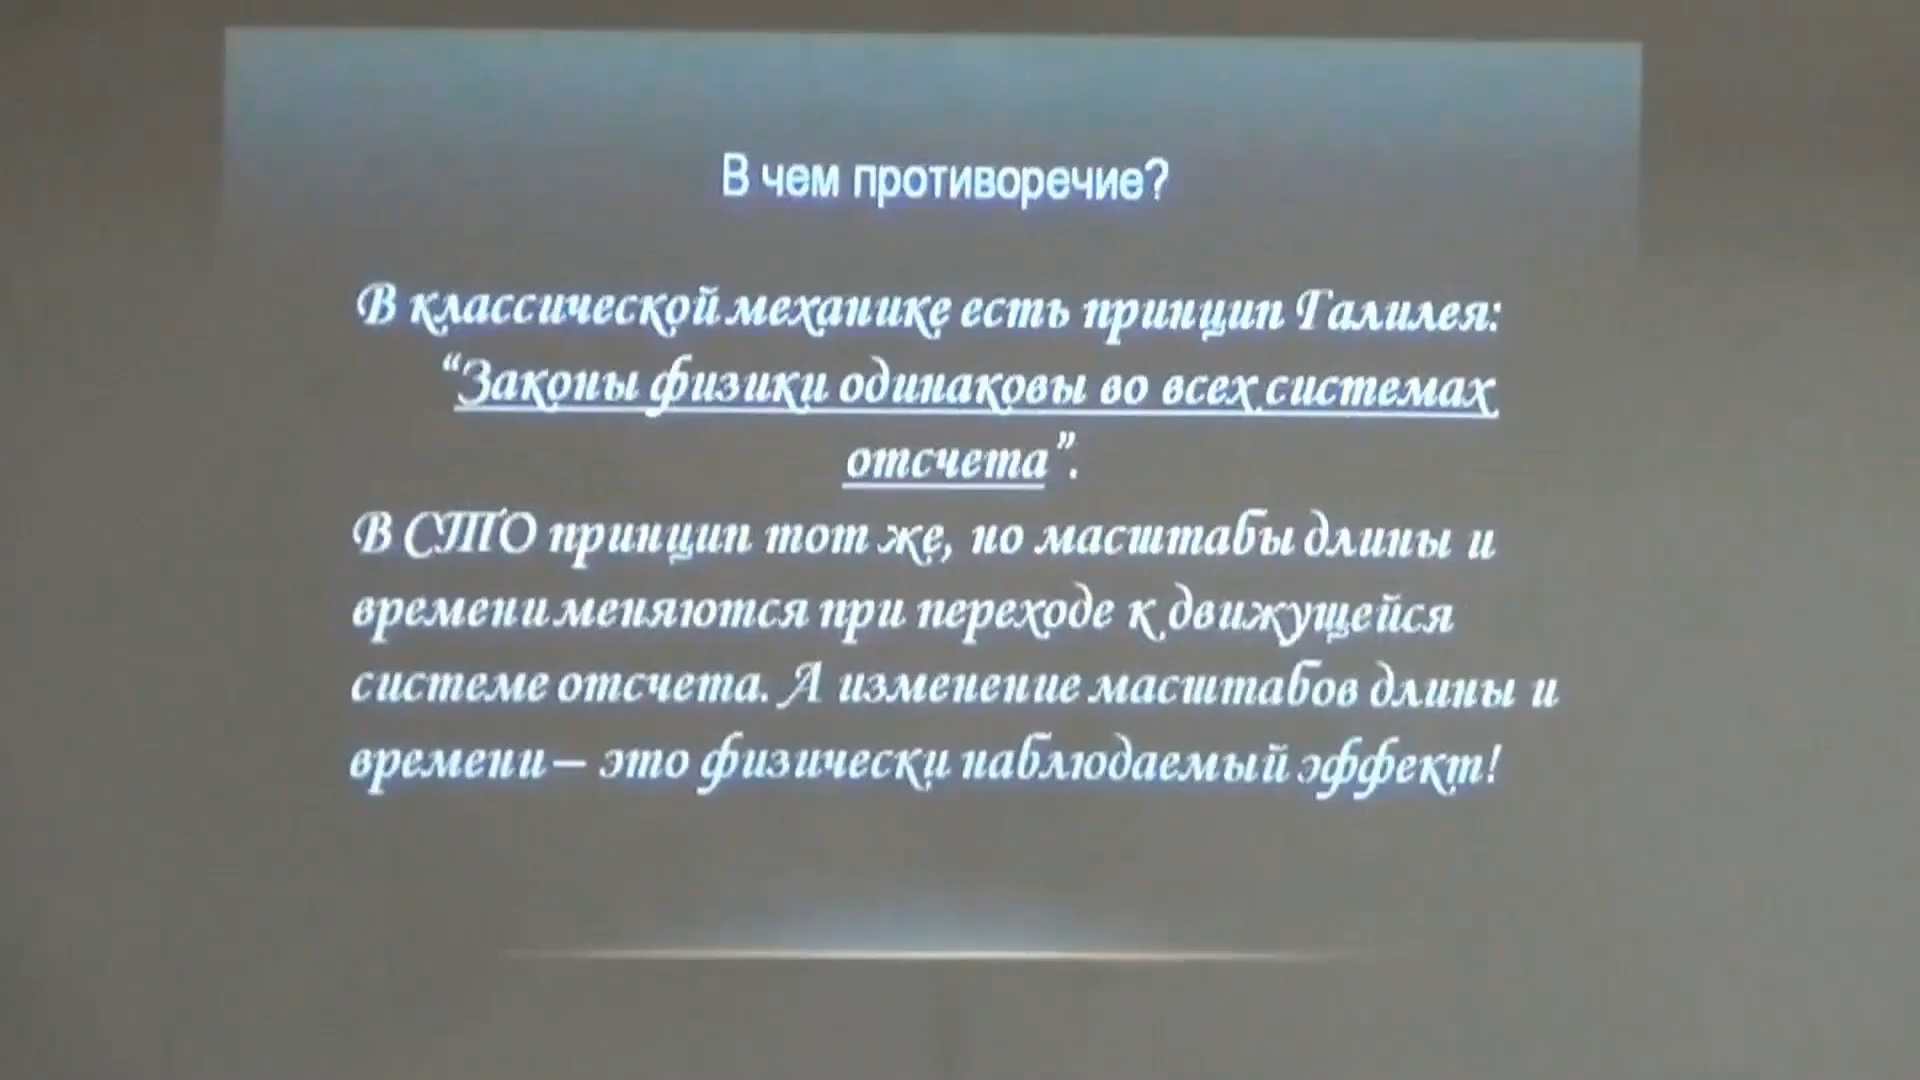 В чем противоречие?
В классической механике есть принцип Галилея:
“Законы физики одинаковы во всех системах
отсчета”.
В СТО принцип тот же, но масштабы длины и
времени меняются при переходе к движущейся
системе отсчета. А изменение масштабов длины и
времени – это физически наблюдаемый эффект!